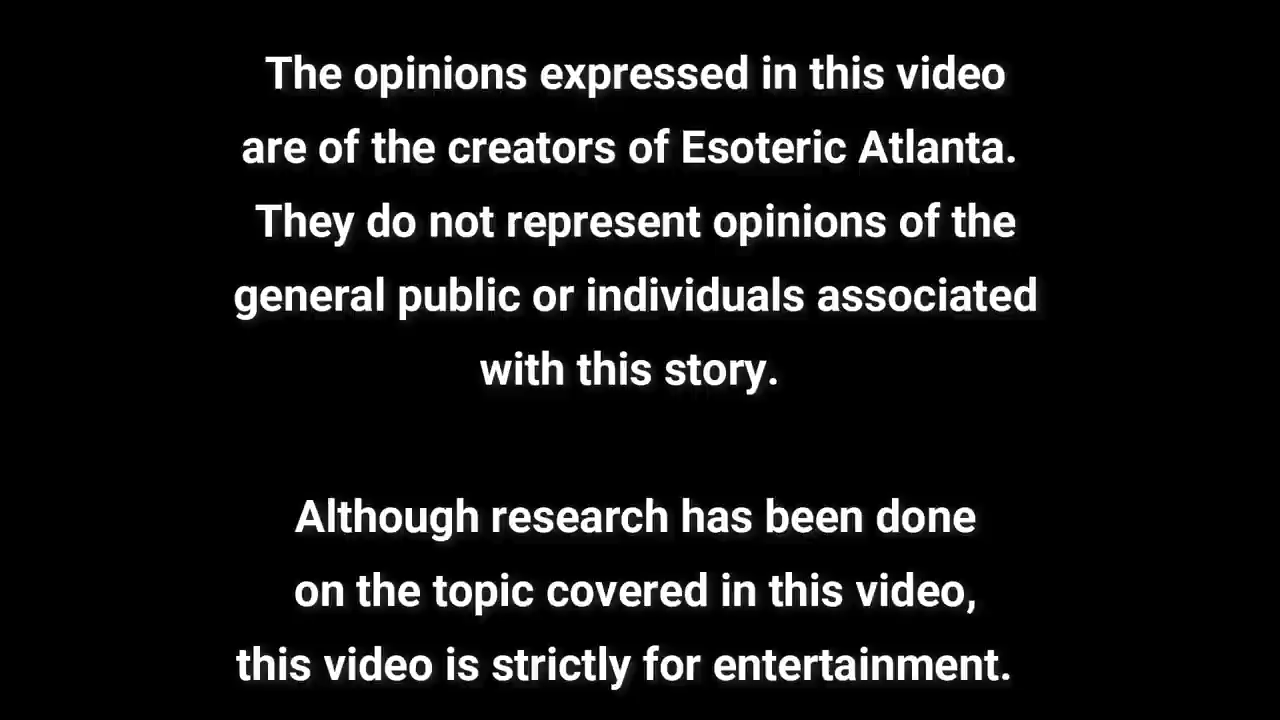 The opinions expressed in this video
are of the creators of Esoteric Atlanta.
They do not represent opinions of the
general public or individuals associated
with this story.
Although research has been done
on the topic covered in this video,
this video is strictly for entertainment.